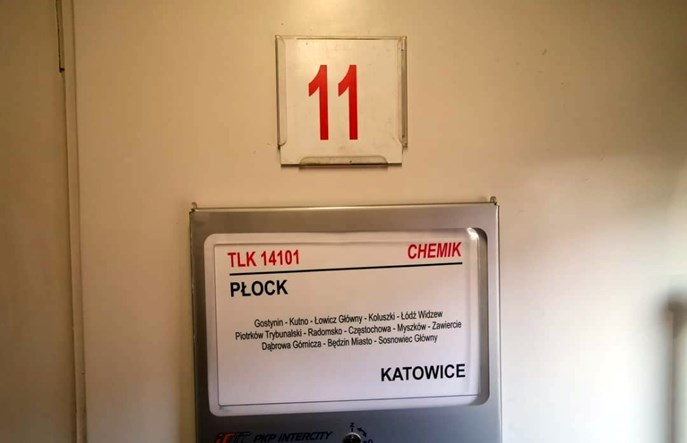 11
TLK 14101 CHEMIK
PŁOCK
Gostynin - Kutno - Łowicz Główny - Koluszki - Łódź Widzew
Piotrków Trybunalski - Radomsko - Częstochowa - Myszków - Zawiercie
Dąbrowa Górnicza - Będzin Miasto - Sosnowiec Główny
KATOWICE
PKP INTERCITY